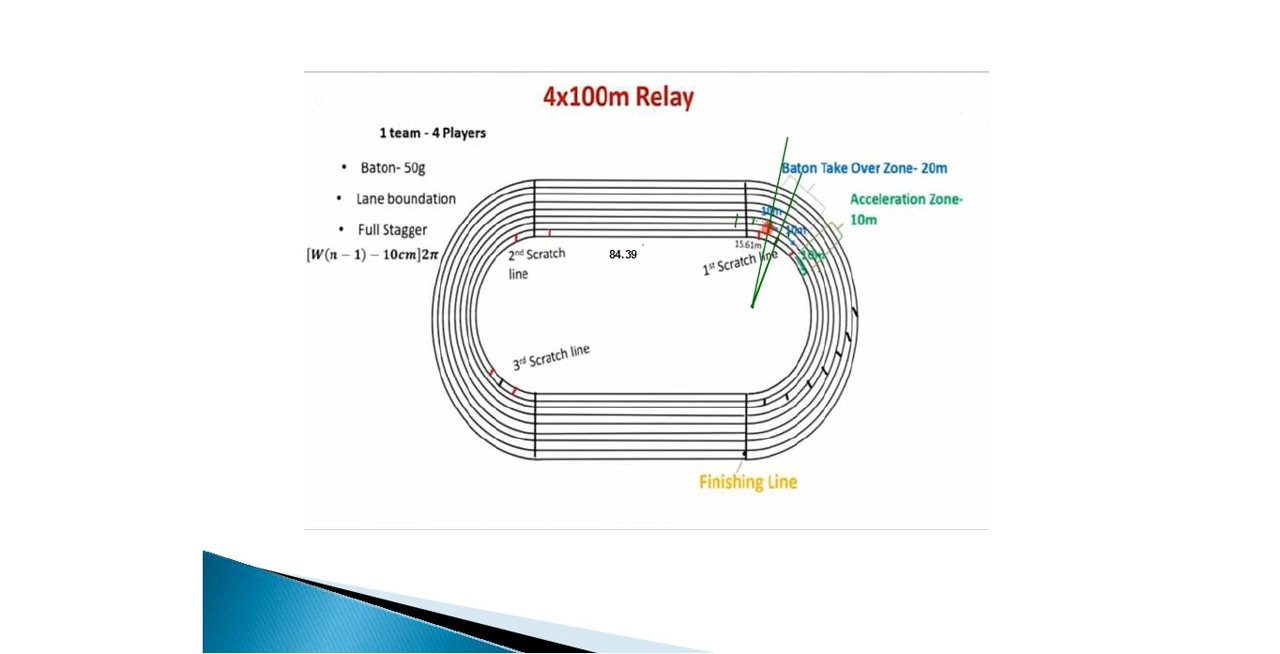 4x100m Relay
1 team - 4 Players
• Baton- 50g
• Lane boundation
• Full Stagger
[W(n − 1) − 10cm]2π
Baton Take Over Zone- 20m
Acceleration Zone-
10m
10m
10m
10m
15.61m
1st Scratch line
2nd Scratch
line
84.39
3rd Scratch line
Finishing Line